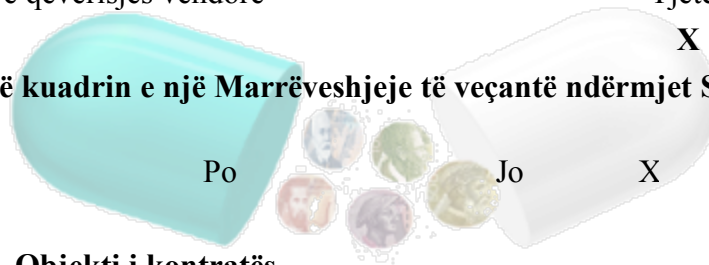 qeverisjes vendore
X
kuadrin e një Marrëveshjeje të veçantë ndërmjet
Po Jo X
Objekti i kontratës